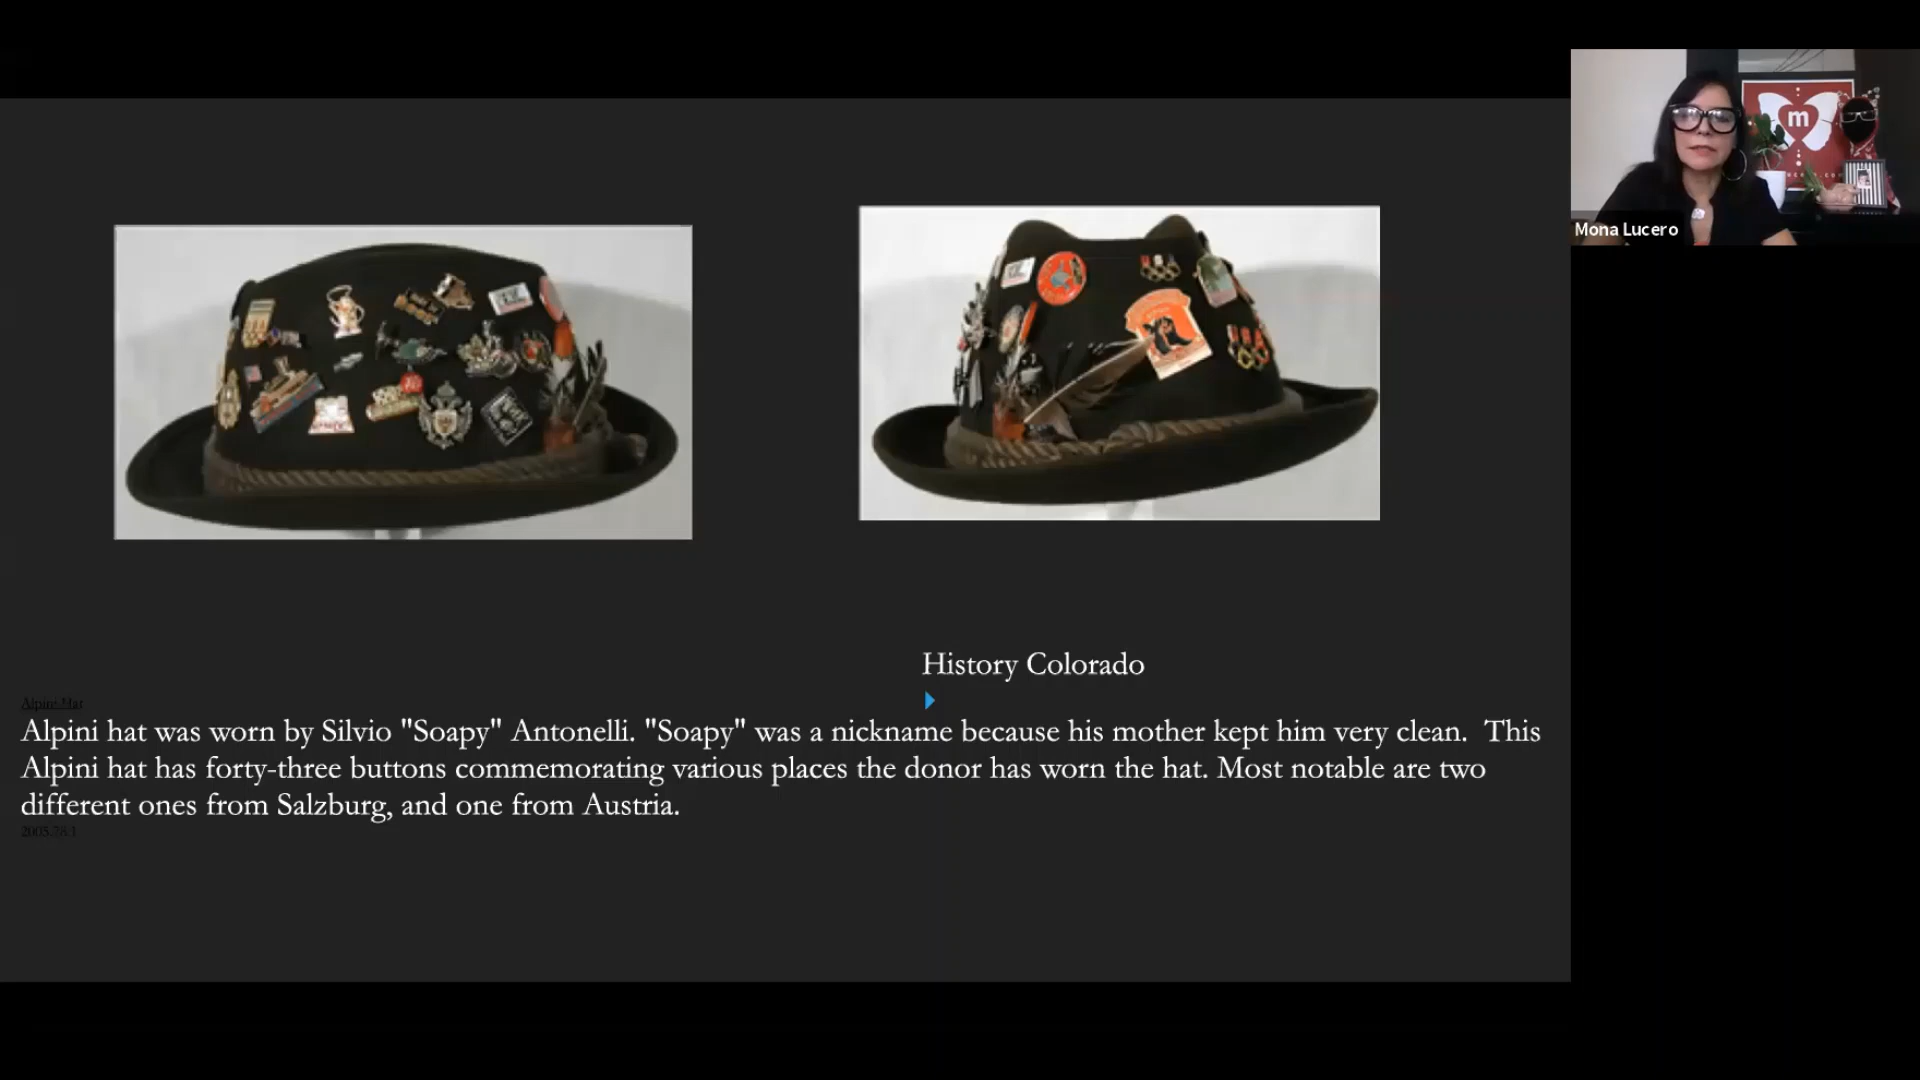 Mona Lucero
m
History Colorado
Alpini Hat
Alpini hat was worn by Silvio "Soapy" Antonelli. "Soapy" was a nickname because his mother kept him very clean.  This
Alpini hat has forty-three buttons commemorating various places the donor has worn the hat. Most notable are two
different ones from Salzburg, and one from Austria.